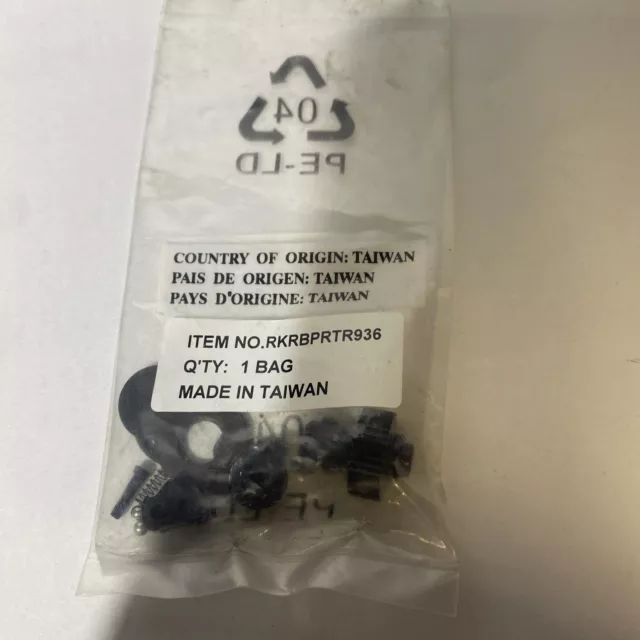 04
PE-LD
COUNTRY OF ORIGIN: TAIWAN
PAIS DE ORIGEN: TAIWAN
PAYS D'ORIGINE: TAIWAN
ITEM NO.RKRBPRTR936
Q'TY: 1 BAG
MADE IN TAIWAN
04